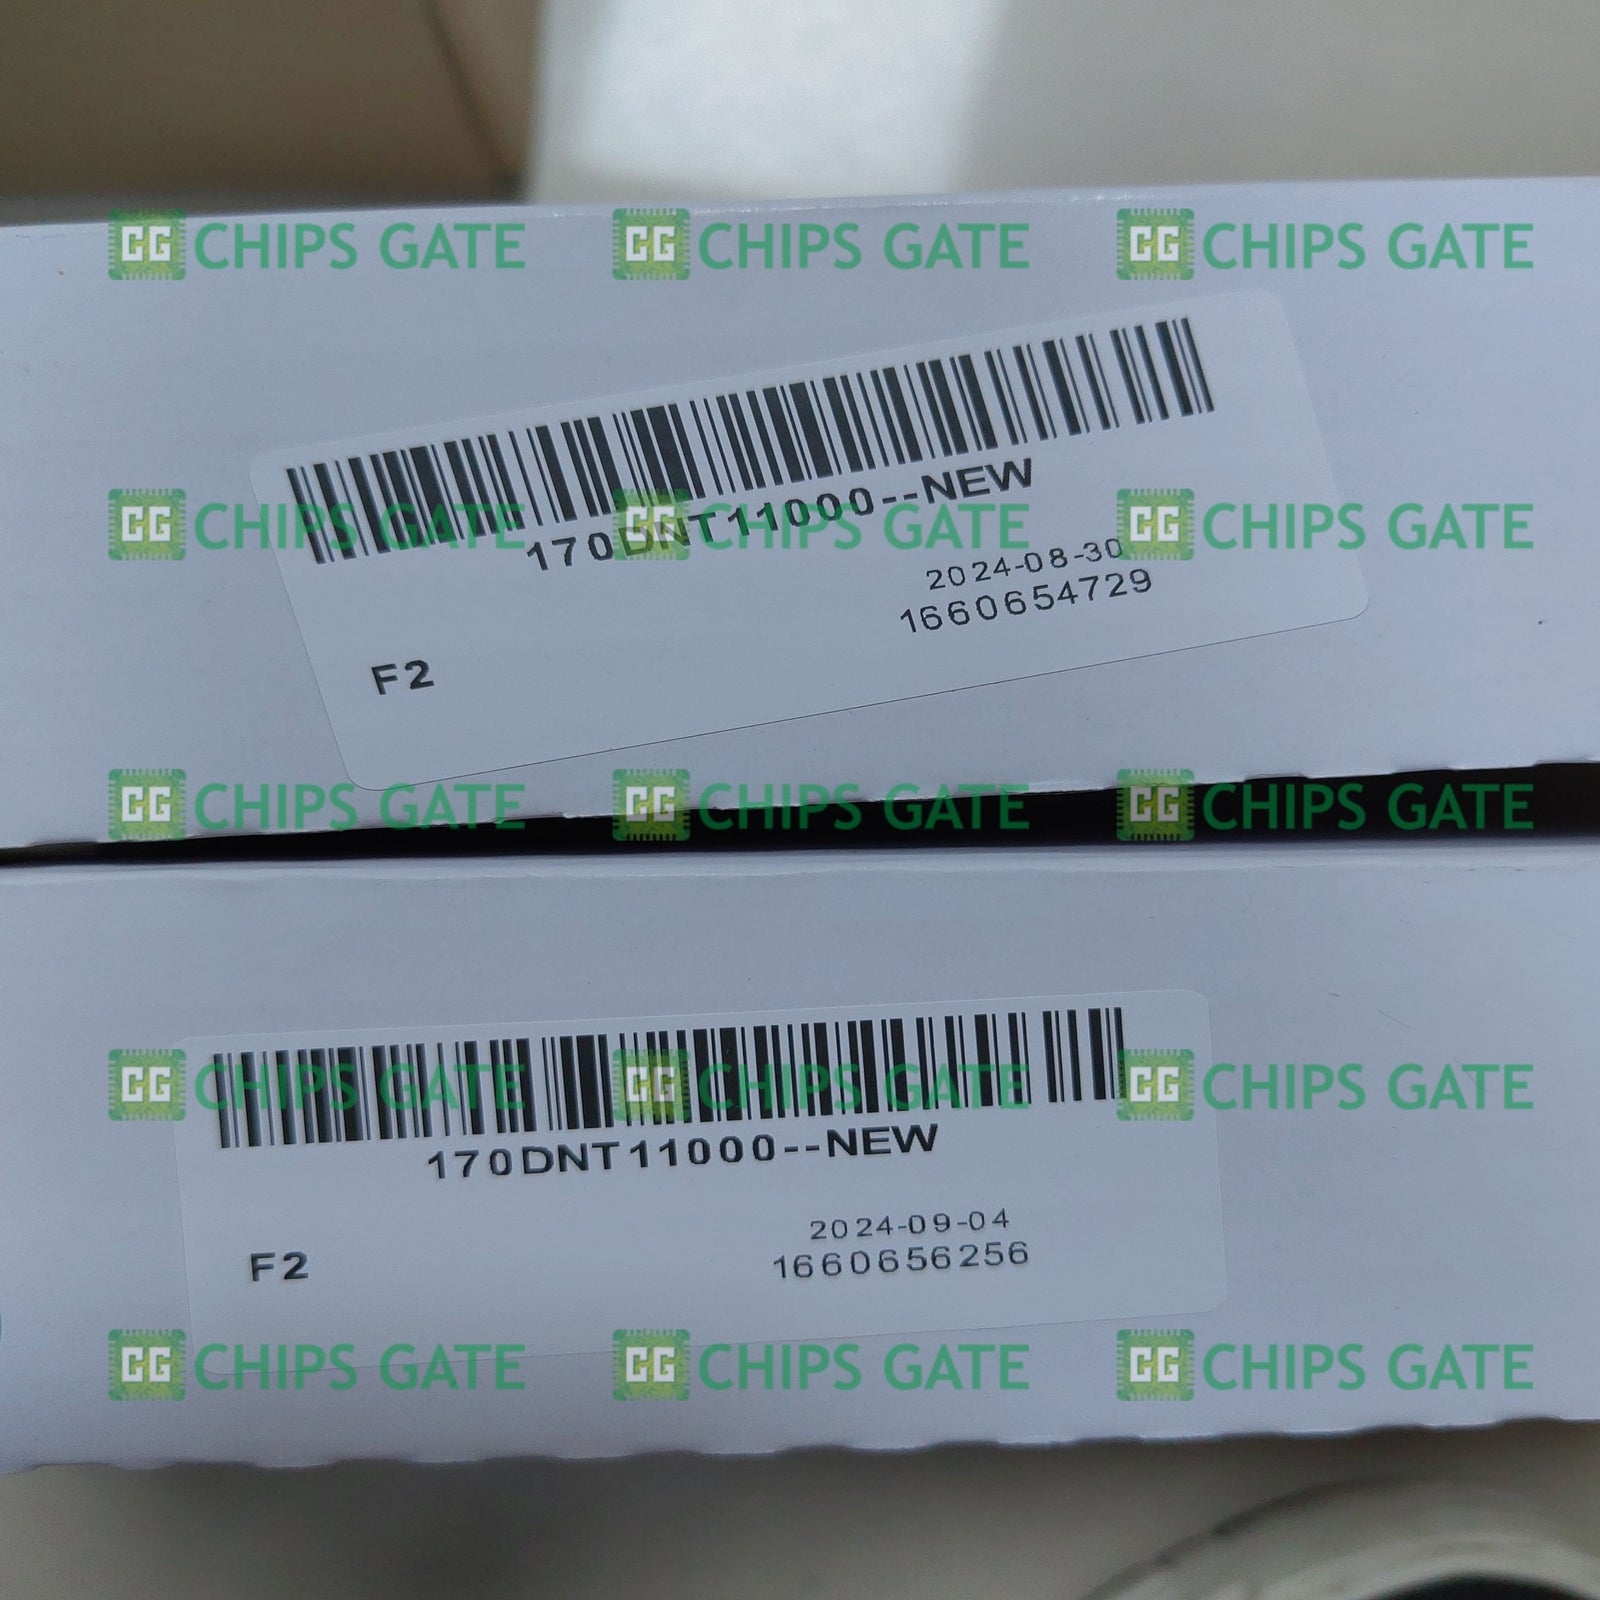 CG CHIPS GATE CG CHIPS GATE CG CHIPS GATE
170DNT11000--NEW
CG CHIPS GATE CG CHIPS GATE CG CHIPS GATE
2024-08-30
1660654729
F2
CG CHIPS GATE CG CHIPS GATE CG CHIPS GATE
CG CHIPS GATE CG CHIPS GATE CG CHIPS GATE
170DNT11000--NEW
2024-09-04
1660656256
F2
CG CHIPS GATE CG CHIPS GATE CG CHIPS GATE